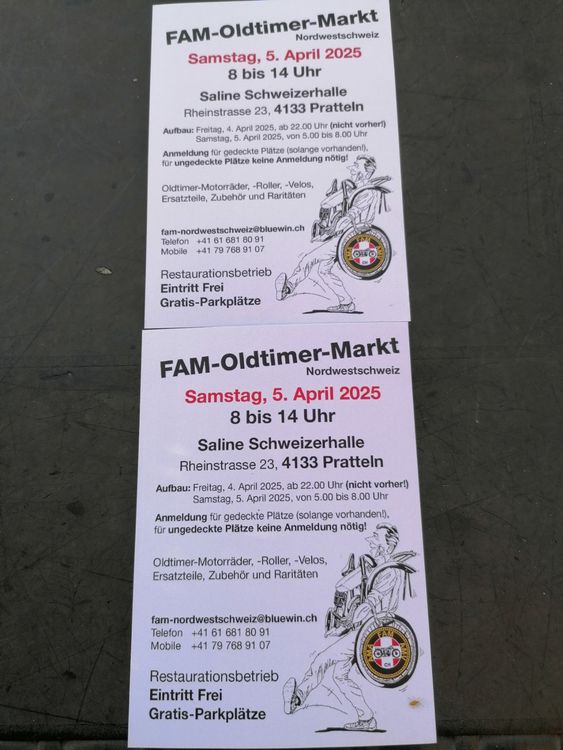 FAM-Oldtimer-Markt
Nordwestschweiz
Samstag, 5. April 2025
8 bis 14 Uhr
Saline Schweizerhalle
Rheinstrasse 23, 4133 Pratteln
Aufbau: Freitag, 4. April 2025, ab 22.00 Uhr (nicht vorher!)
Samstag, 5. April 2025, von 5.00 bis 8.00 Uhr
Anmeldung für gedeckte Plätze (solange vorhanden!),
für ungedeckte Plätze keine Anmeldung nötig!
Oldtimer-Motorräder, -Roller, -Velos,
Ersatzteile, Zubehör und Raritäten
fam-nordwestschweiz@bluewin.ch
Telefon +41 61 681 80 91
Mobile +41 79 768 91 07
FAM
CH
Restaurationsbetrieb
Eintritt Frei
Gratis-Parkplätze
FAM-Oldtimer-Markt
Nordwestschweiz
Samstag, 5. April 2025
8 bis 14 Uhr
Saline Schweizerhalle
Rheinstrasse 23, 4133 Pratteln
Aufbau: Freitag, 4. April 2025, ab 22.00 Uhr (nicht vorher!)
Samstag, 5. April 2025, von 5.00 bis 8.00 Uhr
Anmeldung für gedeckte Plätze (solange vorhanden!),
für ungedeckte Plätze keine Anmeldung nötig!
Oldtimer-Motorräder, -Roller, -Velos,
Ersatzteile, Zubehör und Raritäten
fam-nordwestschweiz@bluewin.ch
Telefon +41 61 681 80 91
Mobile +41 79 768 91 07
FAM
CH
Restaurationsbetrieb
Eintritt Frei
Gratis-Parkplätze